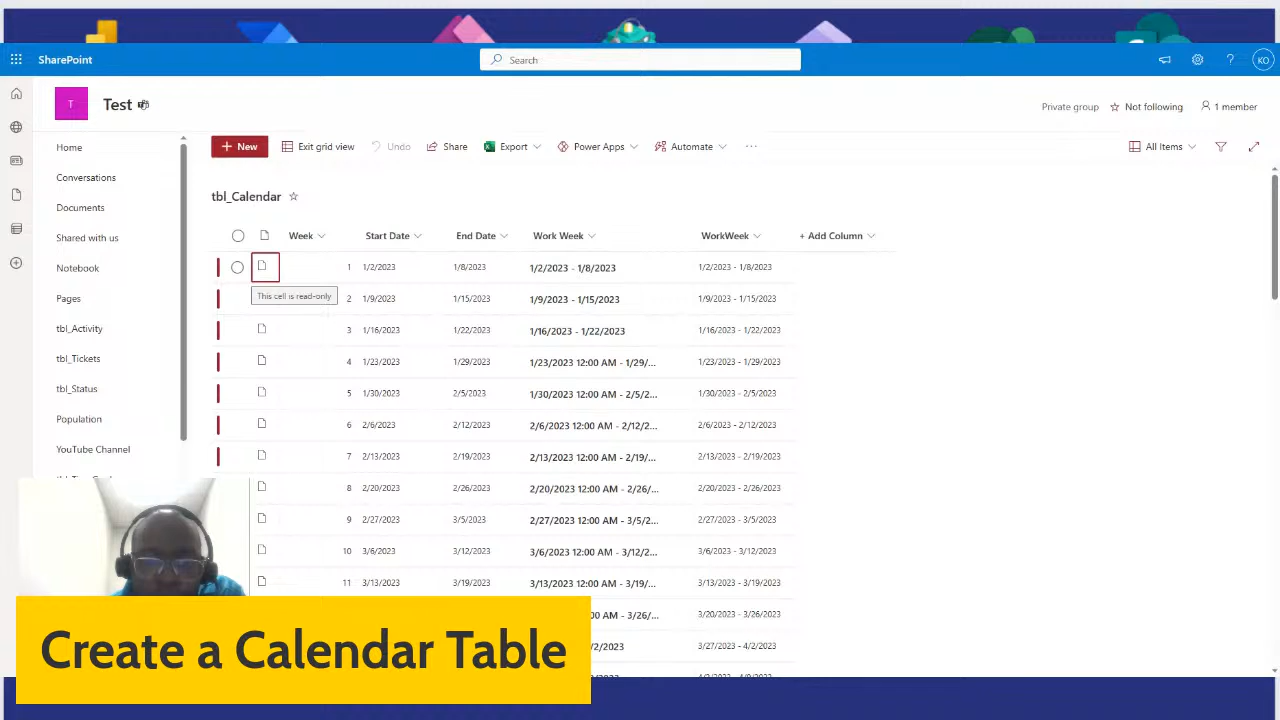 SharePoint
Search
KO
T
Test
Private group
Not following
1 member
Home
Conversations
Documents
Shared with us
Notebook
Pages
tbl_Activity
tbl_Tickets
tbl_Status
Population
YouTube Channel
New
Exit grid view
Undo
Share
Export
Power Apps
Automate
...
All Items
tbl_Calendar
Week Start Date End Date Work Week WorkWeek + Add Column
1 1/2/2023 1/8/2023 1/2/2023 - 1/8/2023 1/2/2023 - 1/8/2023
This cell is read-only
2 1/9/2023 1/15/2023 1/9/2023 - 1/15/2023 1/9/2023 - 1/15/2023
3 1/16/2023 1/22/2023 1/16/2023 - 1/22/2023 1/16/2023 - 1/22/2023
4 1/23/2023 1/29/2023 1/23/2023 12:00 AM - 1/29/... 1/23/2023 - 1/29/2023
5 1/30/2023 2/5/2023 1/30/2023 12:00 AM - 2/5/2... 1/30/2023 - 2/5/2023
6 2/6/2023 2/12/2023 2/6/2023 12:00 AM - 2/12/2... 2/6/2023 - 2/12/2023
7 2/13/2023 2/19/2023 2/13/2023 12:00 AM - 2/19/... 2/13/2023 - 2/19/2023
8 2/20/2023 2/26/2023 2/20/2023 12:00 AM - 2/26/... 2/20/2023 - 2/26/2023
9 2/27/2023 3/5/2023 2/27/2023 12:00 AM - 3/5/2... 2/27/2023 - 3/5/2023
10 3/6/2023 3/12/2023 3/6/2023 12:00 AM - 3/12/2... 3/6/2023 - 3/12/2023
11 3/13/2023 3/19/2023 3/13/2023 12:00 AM - 3/19/... 3/13/2023 - 3/19/2023
00 AM - 3/26/... 3/20/2023 - 3/26/2023
/2/2023 3/27/2023 - 4/2/2023
Create a Calendar Table